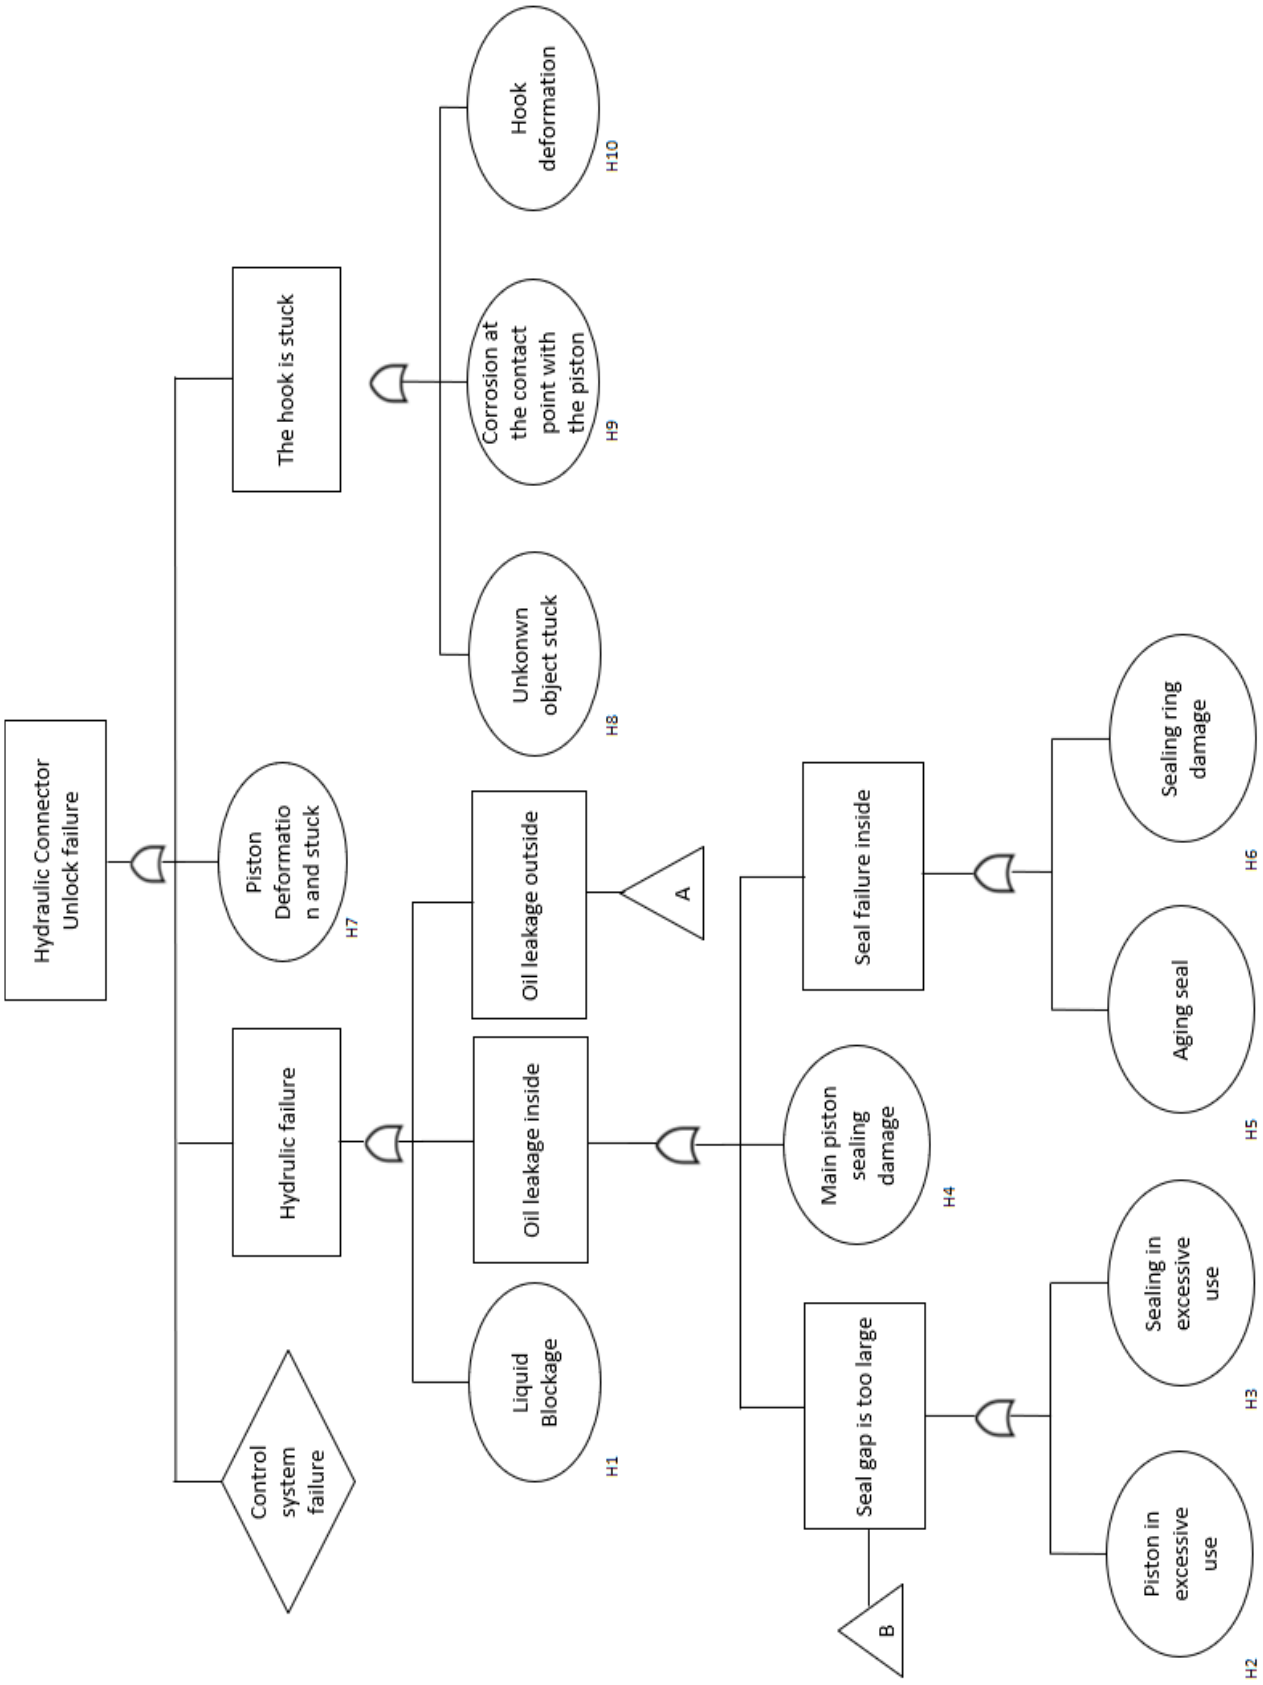 Hydraulic Connector
Unlock failure
Control
system
failure
Hydrulic failure
Piston
Deformatio
n and stuck
H7
The hook is stuck
Liquid
Blockage
H1
Oil leakage inside
Oil leakage outside
A
Unkonwn
object stuck
H8
Corrosion at
the contact
point with
the piston
H9
Hook
deformation
H10
B
Seal gap is too large
Main piston
sealing
damage
H4
Seal failure inside
Piston in
excessive
use
H2
Sealing in
excessive
use
H3
Aging seal
H5
Sealing ring
damage
H6